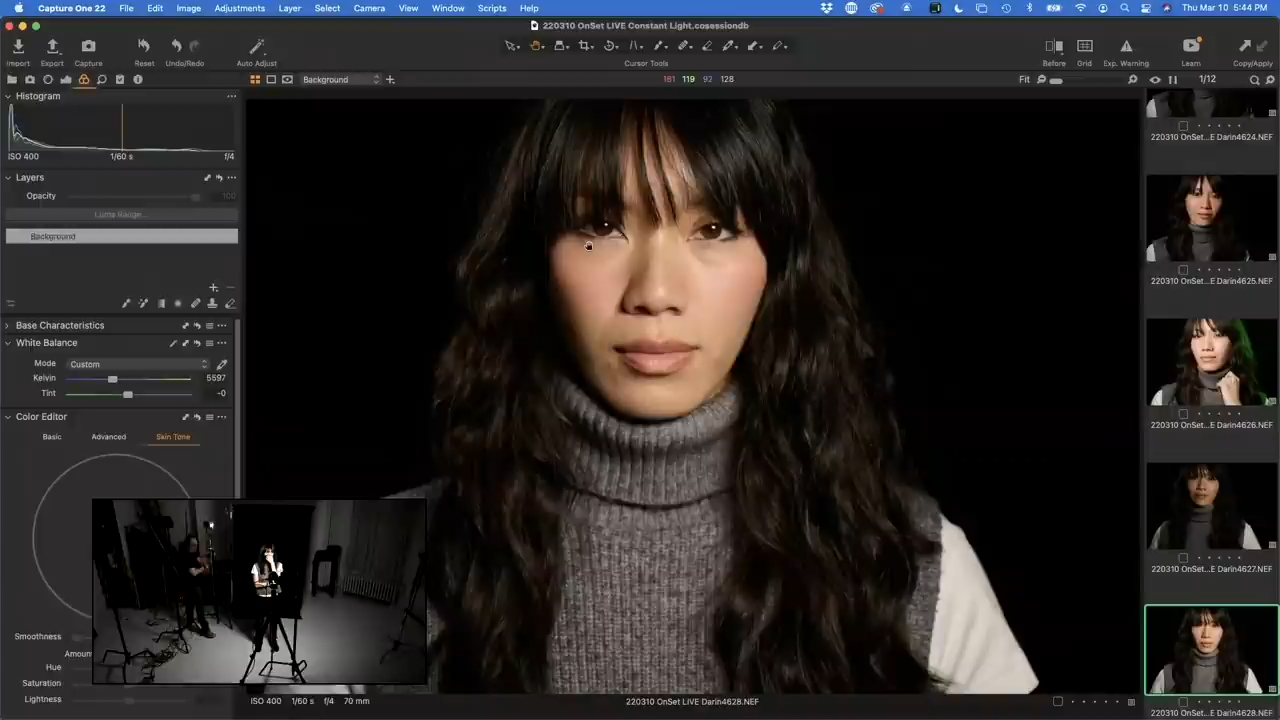 Capture One 22 File Edit Image Adjustments Layer Select Camera View Window Scripts Help Thu Mar 10 5:44 PM
220310 OnSet LIVE Constant Light.cosessiondb
Import Export Capture Reset Undo/Redo Auto Adjust Cursor Tools Before Grid Exp. Warning Learn Copy/Apply
Background 181 119 92 128 Fit 1/12
Histogram
ISO 400 1/60 s f/4
Layers
Opacity 100
Luma Range...
Background
Base Characteristics
White Balance
Mode Custom
Kelvin 5597
Tint -0
Color Editor
Basic Advanced Skin Tone
Smoothness
Amoun
Hue
Saturation
Lightness
ISO 400 1/60 s f/4 70 mm 220310 OnSet LIVE Darin4628.NEF
220310 OnSet...E Darin4624.NEF
220310 OnSet...E Darin4625.NEF
220310 OnSet...E Darin4626.NEF
220310 OnSet...E Darin4627.NEF
220310 OnSet...E Darin4628.NEF